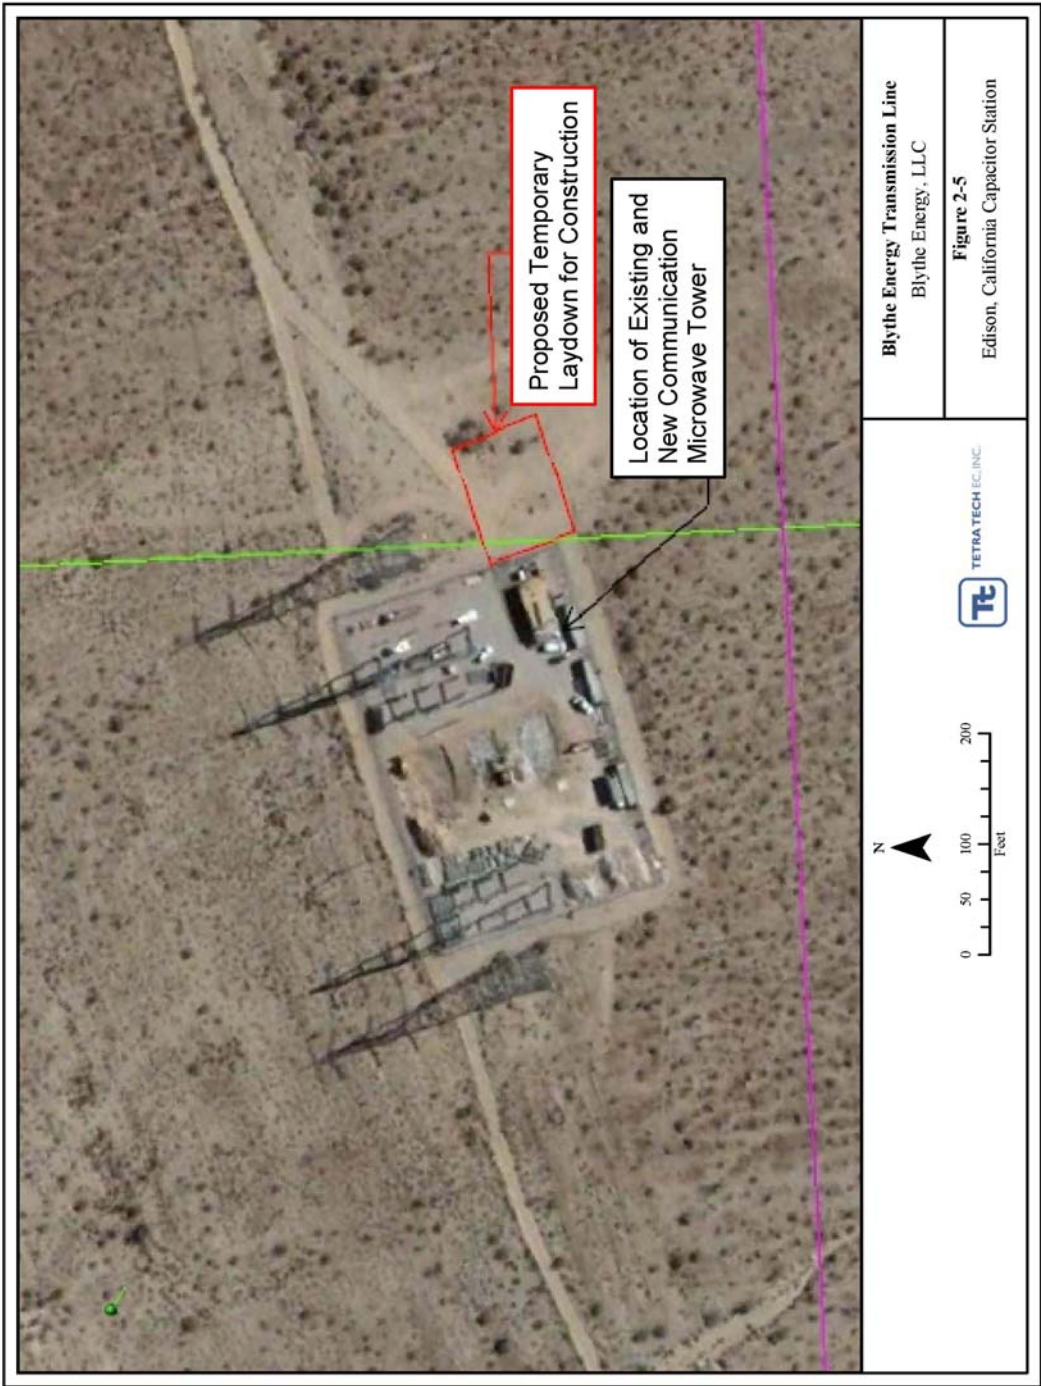 Proposed Temporary
Laydown for Construction
Location of Existing and
New Communication
Microwave Tower
N
0 50 100 200
Feet
Tt TETRA TECH EC, INC.
Blythe Energy Transmission Line
Blythe Energy, LLC
Figure 2-5
Edison, California Capacitor Station